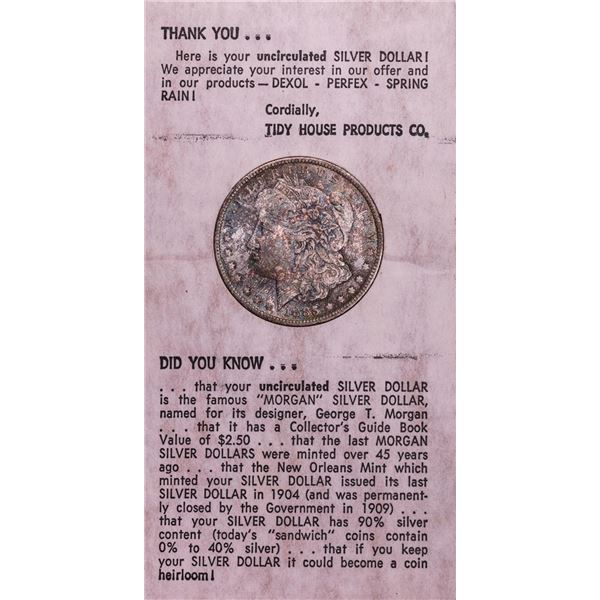 THANK YOU . . .
Here is your uncirculated SILVER DOLLAR!
We appreciate your interest in our offer and
in our products — DEXOL - PERFEX - SPRING
RAIN!
Cordially,
TIDY HOUSE PRODUCTS CO.
1885
DID YOU KNOW . . .
. . . that your uncirculated SILVER DOLLAR
is the famous "MORGAN" SILVER DOLLAR,
named for its designer, George T. Morgan
. . . that it has a Collector's Guide Book
Value of $2.50 . . . that the last MORGAN
SILVER DOLLARS were minted over 45 years
ago . . . that the New Orleans Mint which
minted your SILVER DOLLAR issued its last
SILVER DOLLAR in 1904 (and was permanent-
ly closed by the Government in 1909) . . .
that your SILVER DOLLAR has 90% silver
content (today's "sandwich" coins contain
0% to 40% silver) . . . that if you keep
your SILVER DOLLAR it could become a coin
heirloom!